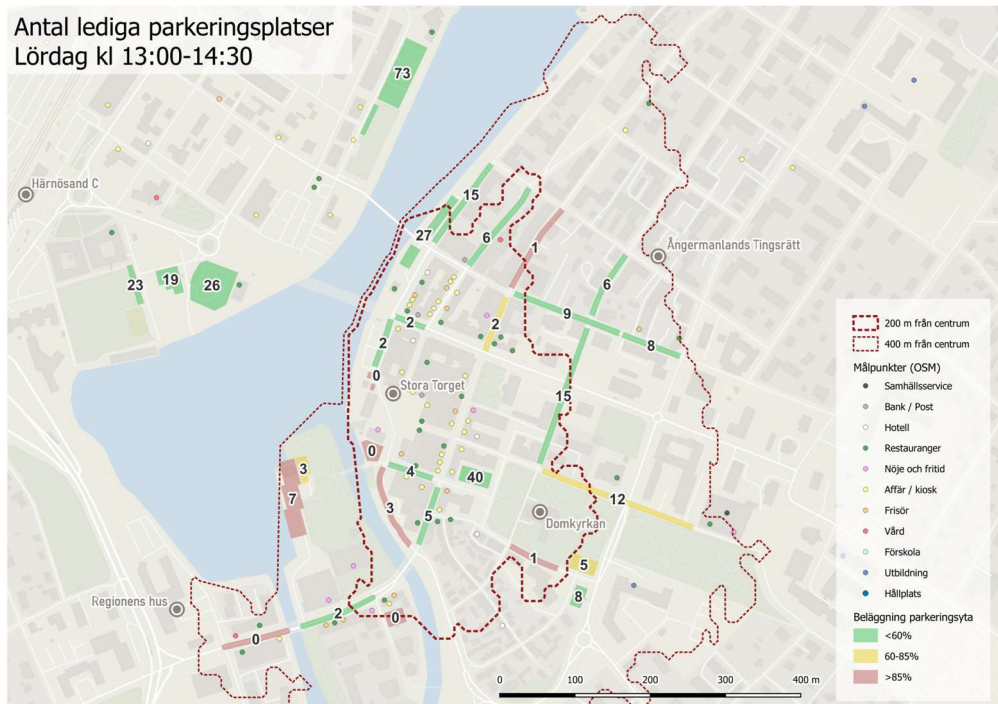 Antal lediga parkeringsplatser
Lördag kl 13:00-14:30
73
Härnösand C
15
27
6
1
Ångermanlands Tingsrätt
23
19
26
6
9
2
2
8
2
0
Stora Torget
15
0
3
4
40
7
12
3
5
Domkyrkan
1
5
8
Regionens hus
2
0
0
200 m från centrum
400 m från centrum
Målpunkter (OSM)
Samhällsservice
Bank / Post
Hotell
Restauranger
Nöje och fritid
Affär / kiosk
Frisör
Vård
Förskola
Utbildning
Hållplats
Beläggning parkeringsyta
<60%
60-85%
>85%
0 100 200 400 m